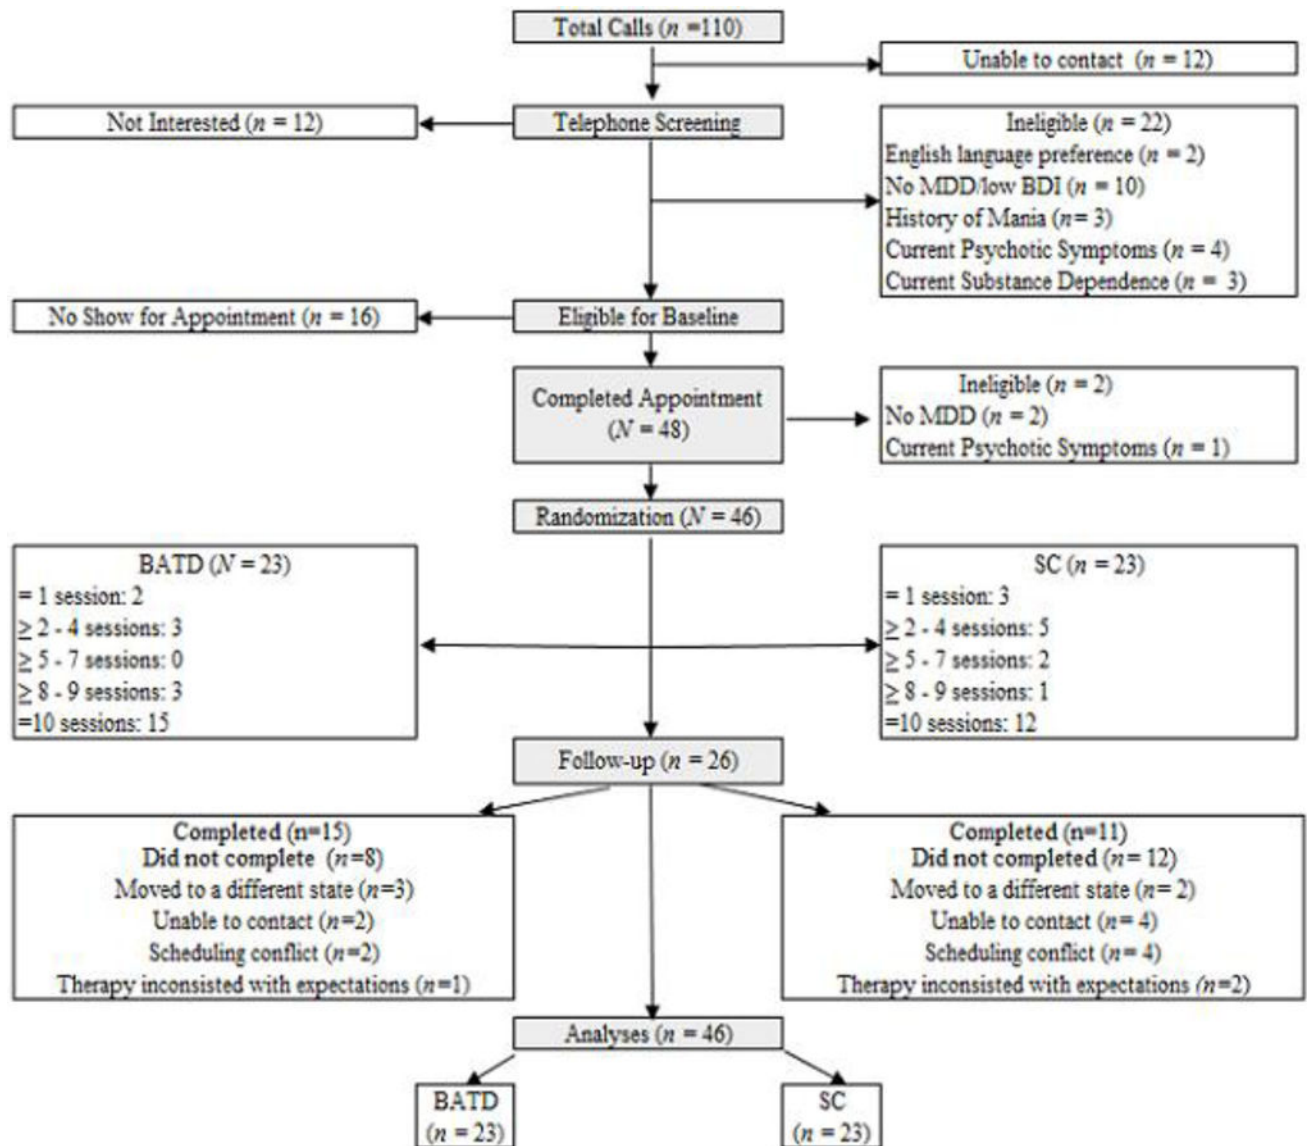 Total Calls (n =110)
Unable to contact (n = 12)
Not Interested (n = 12)
Telephone Screening
Ineligible (n = 22)
English language preference (n = 2)
No MDD/low BDI (n = 10)
History of Mania (n= 3)
Current Psychotic Symptoms (n = 4)
Current Substance Dependence (n = 3)
No Show for Appointment (n = 16)
Eligible for Baseline
Completed Appointment
(N = 48)
Ineligible (n = 2)
No MDD (n = 2)
Current Psychotic Symptoms (n = 1)
Randomization (N = 46)
BATD (N = 23)
= 1 session: 2
≥ 2 - 4 sessions: 3
≥ 5 - 7 sessions: 0
≥ 8 - 9 sessions: 3
=10 sessions: 15
SC (n = 23)
= 1 session: 3
≥ 2 - 4 sessions: 5
≥ 5 - 7 sessions: 2
≥ 8 - 9 sessions: 1
=10 sessions: 12
Follow-up (n = 26)
Completed (n=15)
Did not complete (n=8)
Moved to a different state (n=3)
Unable to contact (n=2)
Scheduling conflict (n=2)
Therapy inconsisted with expectations (n=1)
Completed (n=11)
Did not completed (n= 12)
Moved to a different state (n= 2)
Unable to contact (n= 4)
Scheduling conflict (n= 4)
Therapy inconsisted with expectations (n=2)
Analyses (n = 46)
BATD
(n = 23)
SC
(n = 23)